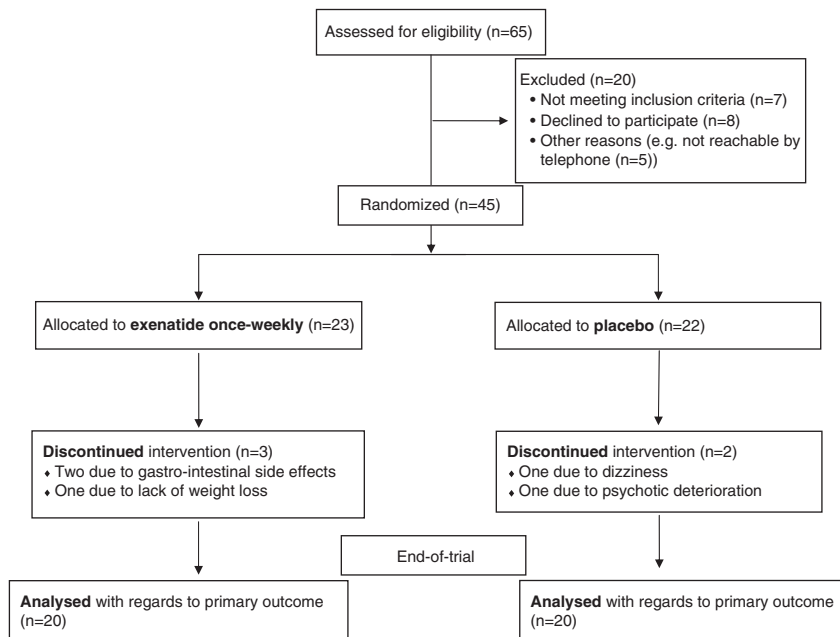 Assessed for eligibility (n=65)
Excluded (n=20)
• Not meeting inclusion criteria (n=7)
• Declined to participate (n=8)
• Other reasons (e.g. not reachable by
telephone (n=5))
Randomized (n=45)
Allocated to exenatide once-weekly (n=23)
Allocated to placebo (n=22)
Discontinued intervention (n=3)
♦ Two due to gastro-intestinal side effects
♦ One due to lack of weight loss
Discontinued intervention (n=2)
♦ One due to dizziness
♦ One due to psychotic deterioration
End-of-trial
Analysed with regards to primary outcome
(n=20)
Analysed with regards to primary outcome
(n=20)